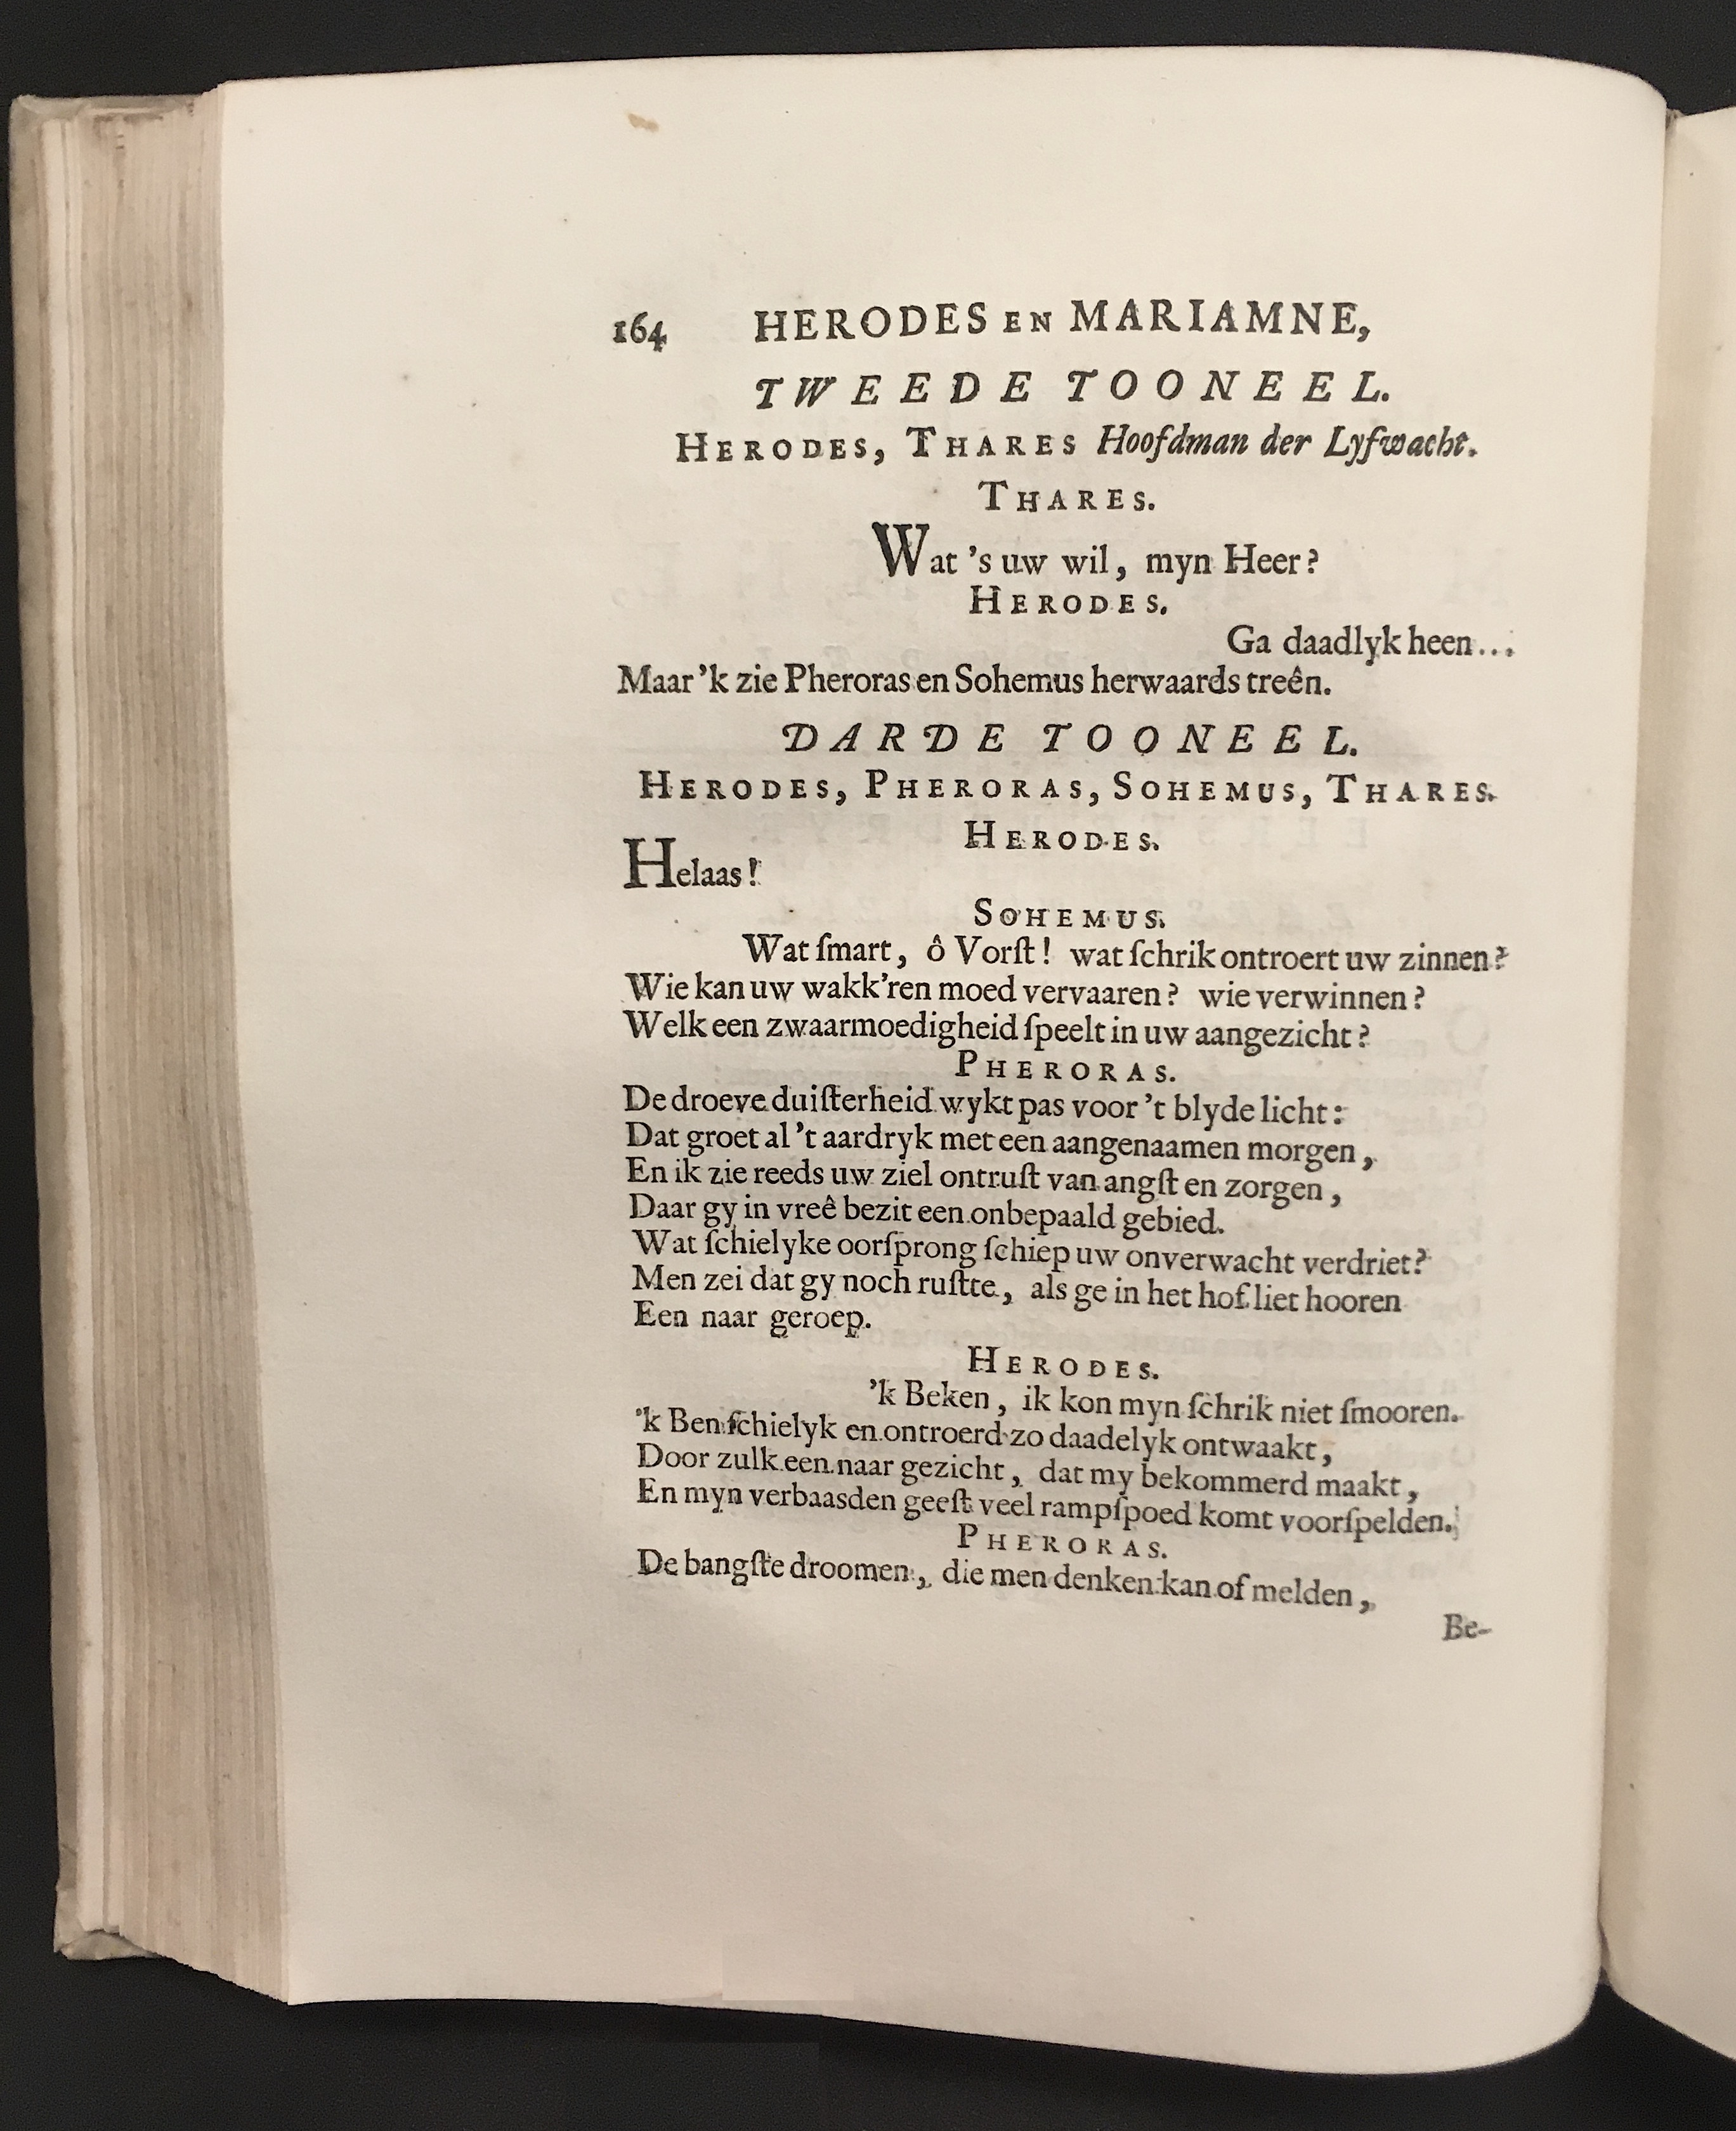 164 HERODES EN MARIAMNE,
TWEEDE TOONEEL.
HERODES, THARES Hoofdman der Lyfwacht.
THARES.
Wat 's uw wil, myn Heer?
HERODES.
Ga daadlyk heen...
Maar 'k zie Pheroras en Sohemus herwaards treên.
DARDE TOONEEL.
HERODES, PHERORAS, SOHEMUS, THARES.
HERODES.
Helaas!
SOHEMUS.
Wat ſmart, ô Vorſt! wat ſchrik ontroert uw zinnen?
Wie kan uw wakk'ren moed vervaaren? wie verwinnen?
Welk een zwaarmoedigheid ſpeelt in uw aangezicht?
PHERORAS.
De droeve duiſterheid wykt pas voor 't blyde licht:
Dat groet al 't aardryk met een aangenaamen morgen,
En ik zie reeds uw ziel ontruſt van angſt en zorgen,
Daar gy in vreê bezit een onbepaald gebied.
Wat ſchielyke oorſprong ſchiep uw onverwacht verdriet?
Men zei dat gy noch ruſtte, als ge in het hof liet hooren
Een naar geroep.
HERODES.
'k Beken, ik kon myn ſchrik niet ſmooren.
'k Ben ſchielyk en ontroerd zo daadelyk ontwaakt,
Door zulk een naar gezicht, dat my bekommerd maakt,
En myn verbaasden geeſt veel rampſpoed komt voorſpelden.
PHERORAS.
De bangſte droomen, die men denken kan of melden,
Be-